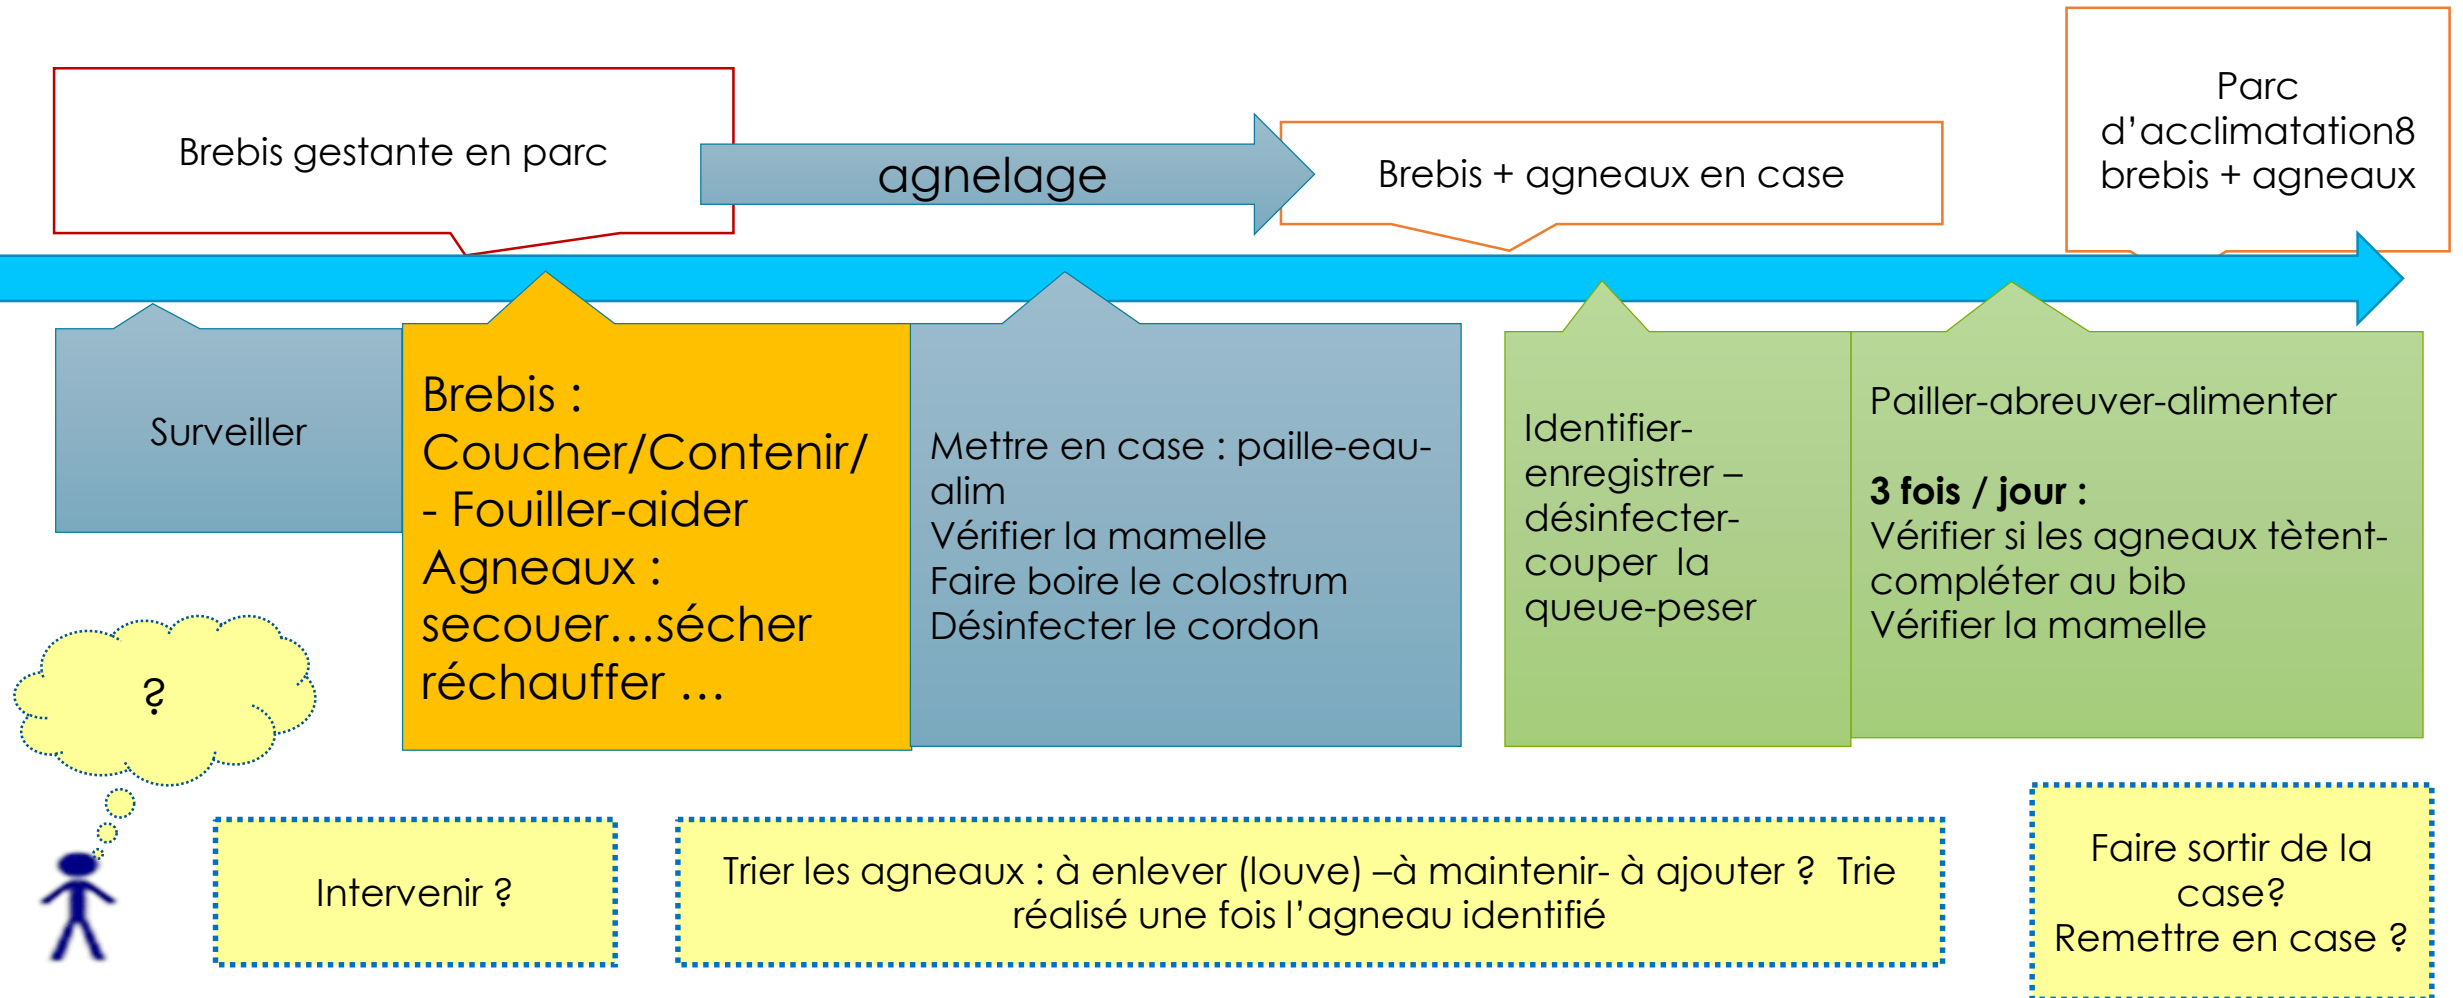 Brebis gestante en parc
agnelage
Brebis + agneaux en case
Parc
d’acclimatation8
brebis + agneaux
Surveiller
Brebis :
Coucher/Contenir/
- Fouiller-aider
Agneaux :
secouer…sécher
réchauffer …
Mettre en case : paille-eau-
alim
Vérifier la mamelle
Faire boire le colostrum
Désinfecter le cordon
Identifier-
enregistrer –
désinfecter-
couper la
queue-peser
Pailler-abreuver-alimenter
3 fois / jour :
Vérifier si les agneaux tètent-
compléter au bib
Vérifier la mamelle
?
Intervenir ?
Trier les agneaux : à enlever (louve) –à maintenir- à ajouter ? Trie
réalisé une fois l’agneau identifié
Faire sortir de la
case?
Remettre en case ?